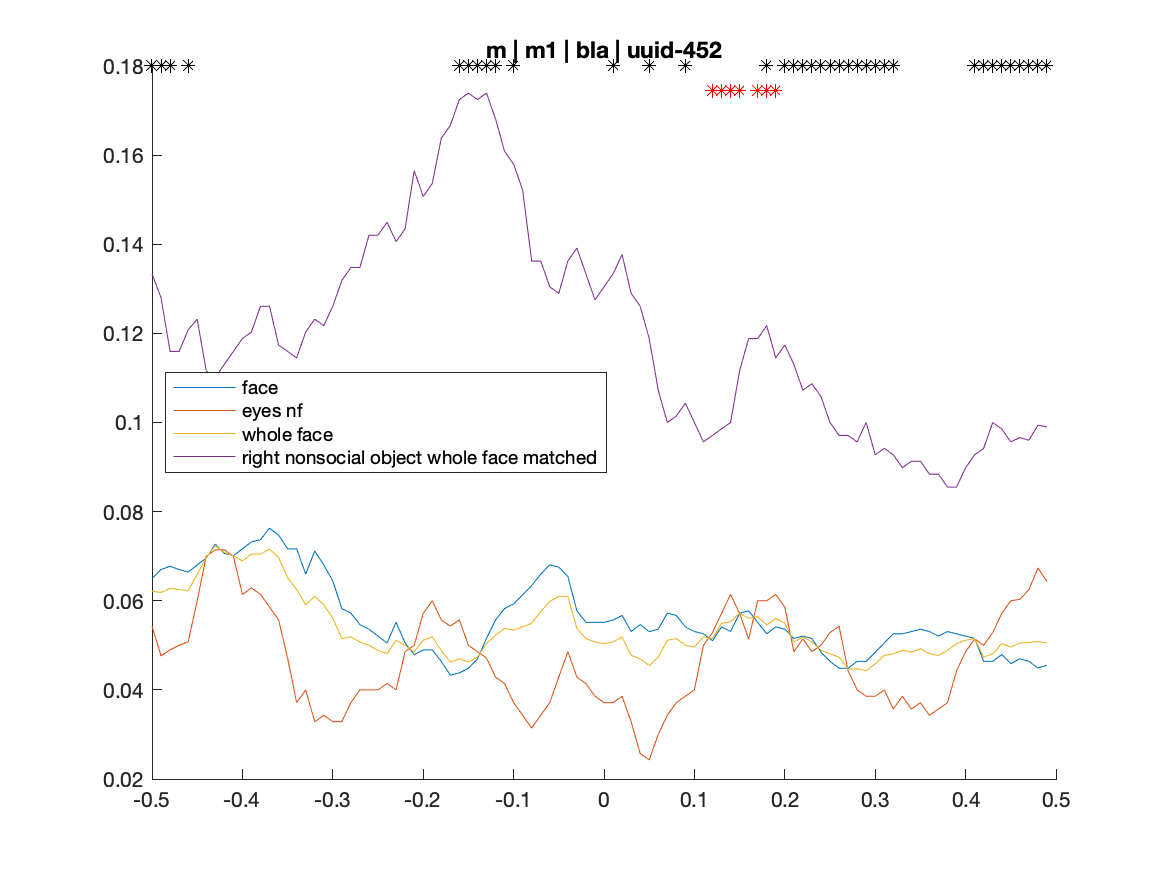 m | m1 | bla | uuid-452
0.18
0.16
0.14
0.12
0.1
0.08
0.06
0.04
0.02
face
eyes nf
whole face
right nonsocial object whole face matched
-0.5 -0.4 -0.3 -0.2 -0.1 0 0.1 0.2 0.3 0.4 0.5